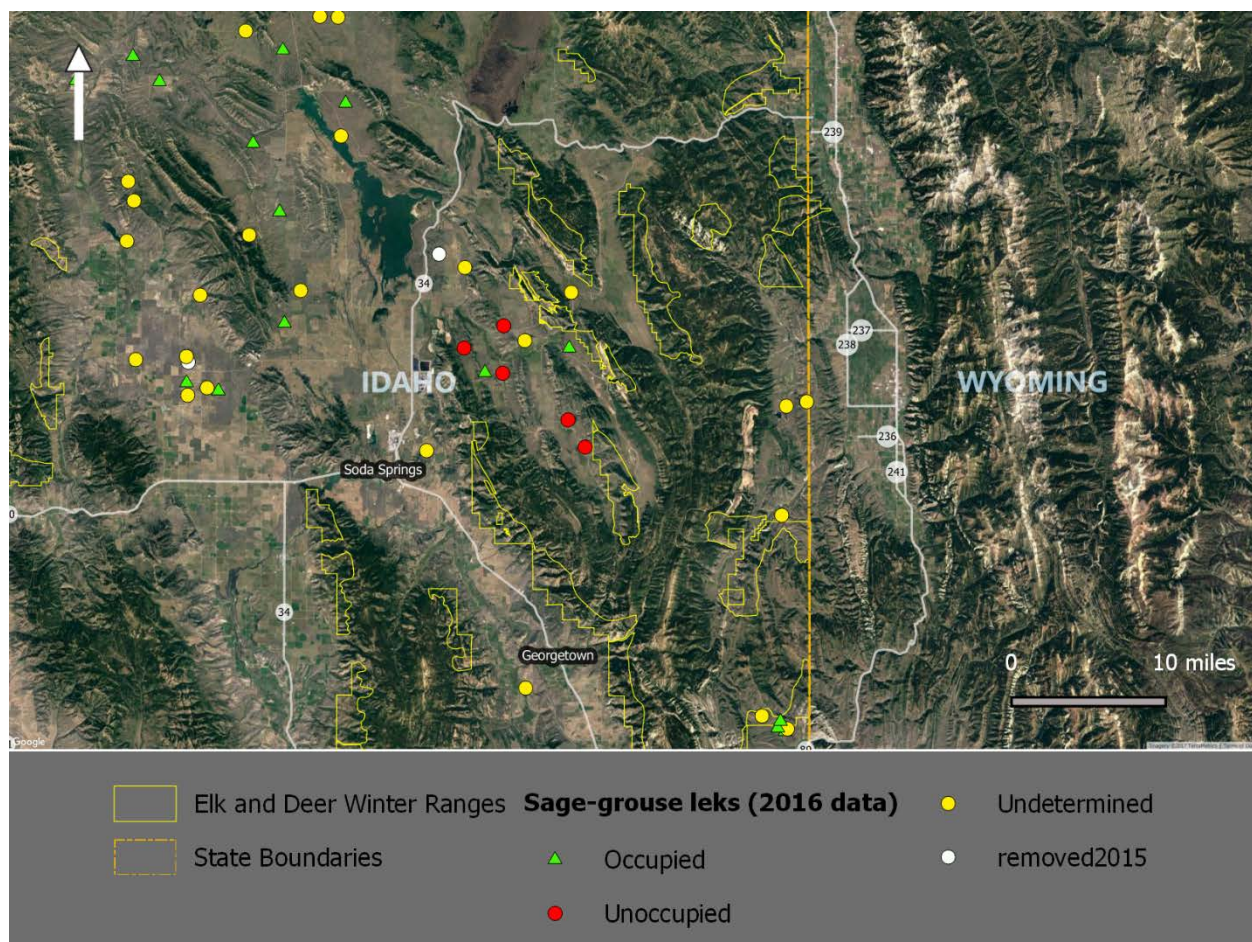 239
34
237
238
IDAHO
WYOMING
236
241
Soda Springs
34
Georgetown
0 10 miles
89
Google
Elk and Deer Winter Ranges Sage-grouse leks (2016 data) Undetermined
State Boundaries Occupied removed2015
Unoccupied